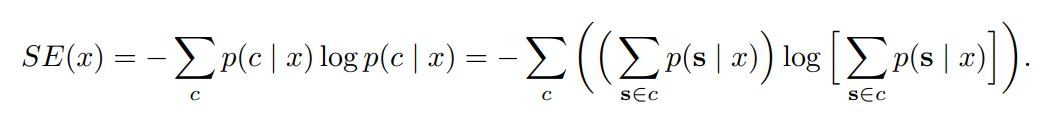 SE(x) = −∑_c p(c | x) log p(c | x) = −∑_c ((∑_{s∈c} p(s | x)) log [∑_{s∈c} p(s | x)]).